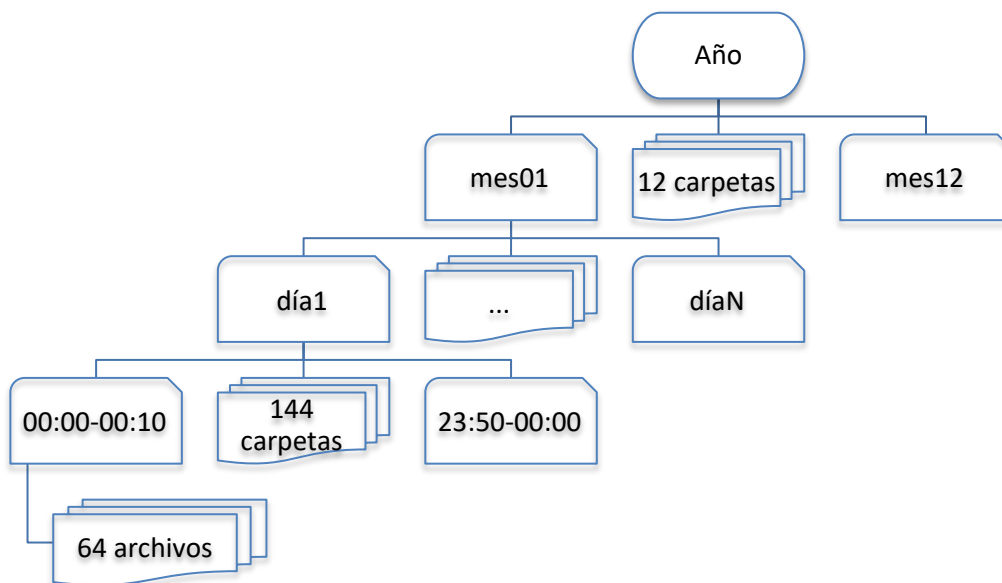 Año
mes01
12 carpetas
mes12
día1
...
díaN
00:00-00:10
144
carpetas
23:50-00:00
64 archivos